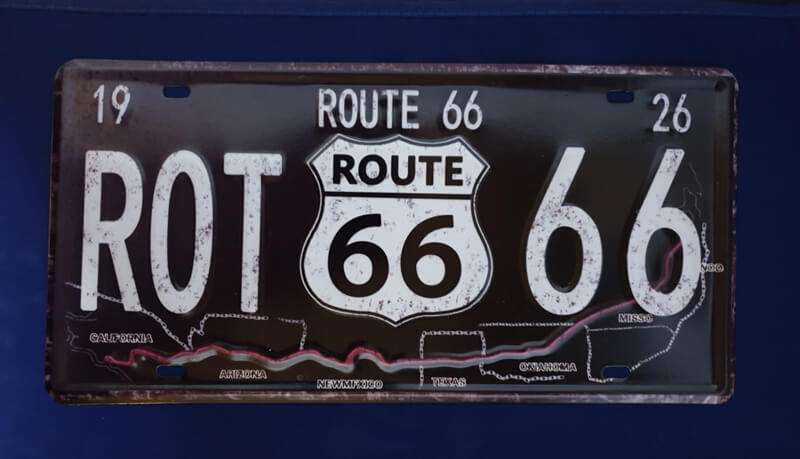 19 ROUTE 66 26
ROT ROUTE 66 66
CALIFORNIA
ARIZONA
NEWMEXICO
TEXAS
OKLAHOMA
MISSO